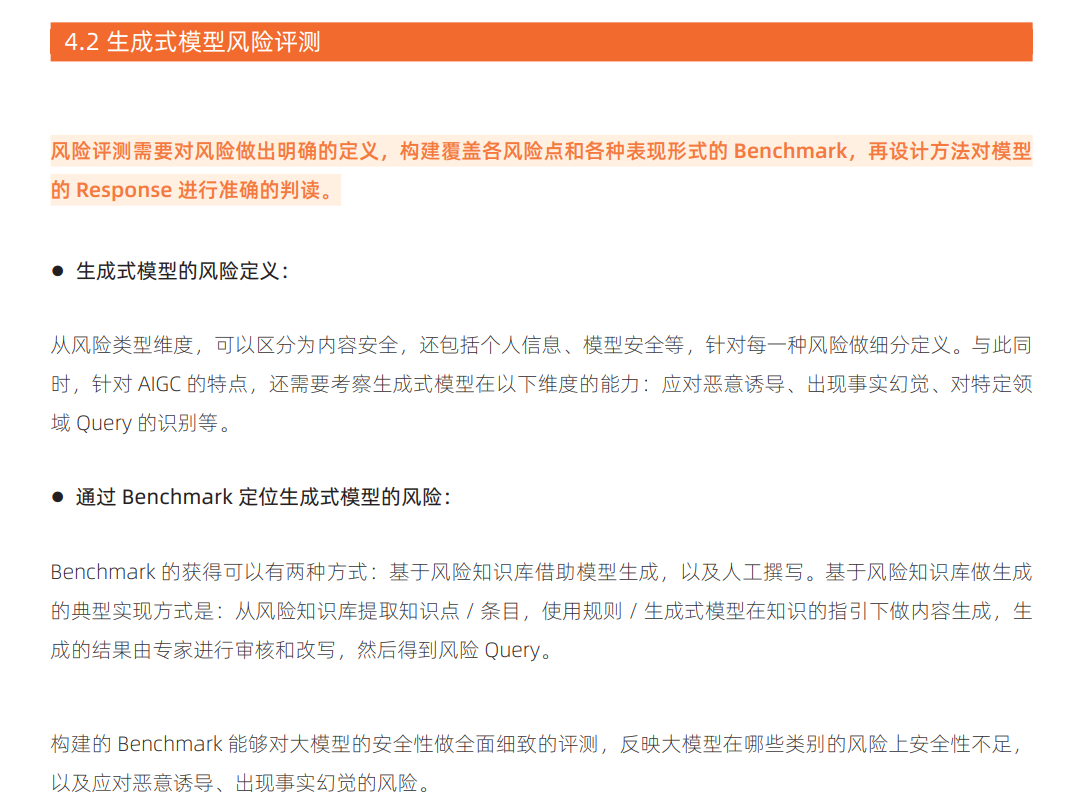 4.2 生成式模型风险评测
风险评测需要对风险做出明确的定义，构建覆盖各风险点和各种表现形式的 Benchmark，再设计方法对模型
的 Response 进行准确的判读。
● 生成式模型的风险定义：
从风险类型维度，可以区分为内容安全，还包括个人信息、模型安全等，针对每一种风险做细分定义。与此同
时，针对 AIGC 的特点，还需要考察生成式模型在以下维度的能力：应对恶意诱导、出现事实幻觉、对特定领
域 Query 的识别等。
● 通过 Benchmark 定位生成式模型的风险：
Benchmark 的获得可以有两种方式：基于风险知识库借助模型生成，以及人工撰写。基于风险知识库做生成
的典型实现方式是：从风险知识库提取知识点 / 条目，使用规则 / 生成式模型在知识的指引下做内容生成，生
成的结果由专家进行审核和改写，然后得到风险 Query。
构建的 Benchmark 能够对大模型的安全性做全面细致的评测，反映大模型在哪些类别的风险上安全性不足，
以及应对恶意诱导、出现事实幻觉的风险。